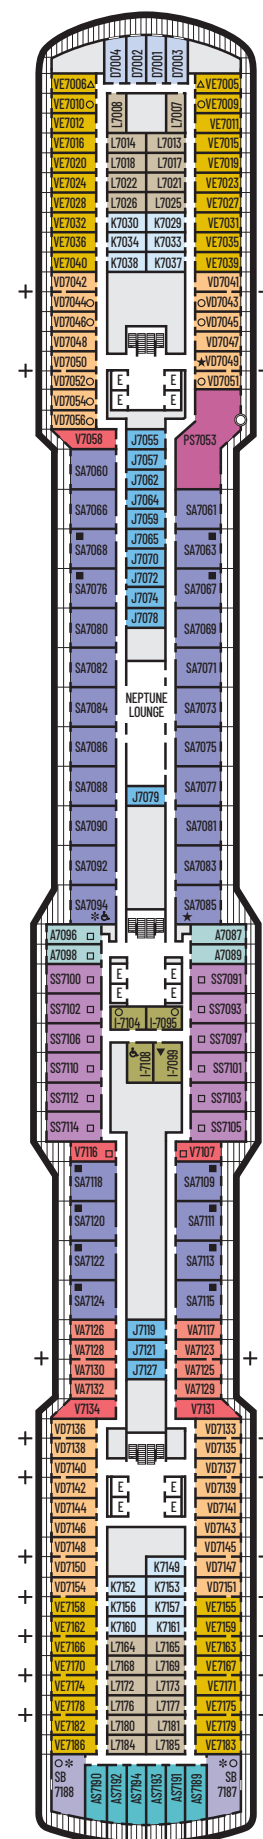 D7004 D7002 D7001 D7003
VE7006 VE7005
VE7010 L7008 L7007 VE7009
VE7012 VE7011
VE7016 L7014 L7013 VE7015
VE7020 L7018 L7017 VE7019
VE7024 L7022 L7021 VE7023
VE7028 L7026 L7025 VE7027
VE7032 K7030 K7029 VE7031
VE7036 K7034 K7033 VE7035
VE7040 K7038 K7037 VE7039
VD7042 VD7041
VD7044 VD7043
VD7046 VD7045
VD7048 VD7047
VD7050 VD7049
VD7052 E E VD7051
VD7054 E E
VD7056
V7058 J7055 PS7053
J7057
SA7060 J7062
J7064
SA7066 J7059 SA7061
J7065
SA7068 J7070 SA7063
J7072
SA7076 J7074 SA7067
J7078
SA7080 SA7069
SA7082 SA7071
NEPTUNE
LOUNGE
SA7084 SA7073
SA7086 SA7075
SA7088 J7079 SA7077
SA7090 SA7081
SA7092 SA7083
SA7094 SA7085
A7096 A7087
A7098 A7089
SS7100 E E SS7091
E E
SS7102 I-7104 I-7095 SS7093
SS7106 SS7097
SS7110 I-7108 I-7099 SS7101
SS7112 SS7103
SS7114 SS7105
V7116 V7107
SA7118 SA7109
SA7120 SA7111
SA7122 SA7113
SA7124 SA7115
VA7126 J7119 VA7117
VA7128 J7121 VA7123
VA7130 J7127 VA7125
VA7132 VA7129
V7134 V7131
VD7136 VD7133
VD7138 VD7135
VD7140 VD7137
VD7142 E E VD7139
VD7144 E E VD7141
VD7146 VD7143
VD7148 VD7145
VD7150 K7149 VD7147
VD7154 K7152 K7153 VD7151
VE7158 K7156 K7157 VE7155
VE7162 K7160 K7161 VE7159
VE7166 L7164 L7165 VE7163
VE7170 L7168 L7169 VE7167
VE7174 L7172 L7173 VE7171
VE7178 L7176 L7177 VE7175
VE7182 L7180 L7181 VE7179
VE7186 L7184 L7185 VE7183
SB
7188 AS7190 AS7192 AS7194 AS7193 AS7191 AS7189 SB
7187